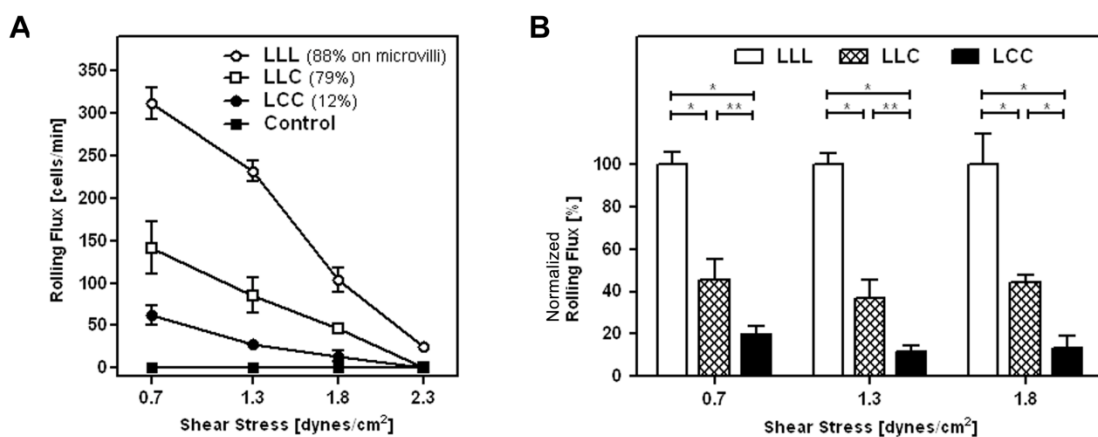 A
LLL (88% on microvilli)
LLC (79%)
LCC (12%)
Control
Rolling Flux [cells/min]
350
300
250
200
150
100
50
0
0.7 1.3 1.8 2.3
Shear Stress [dynes/cm²]
B
LLL LLC LCC
* * *
* ** * ** * *
Normalized
Rolling Flux [%]
100
80
60
40
20
0
0.7 1.3 1.8
Shear Stress [dynes/cm²]